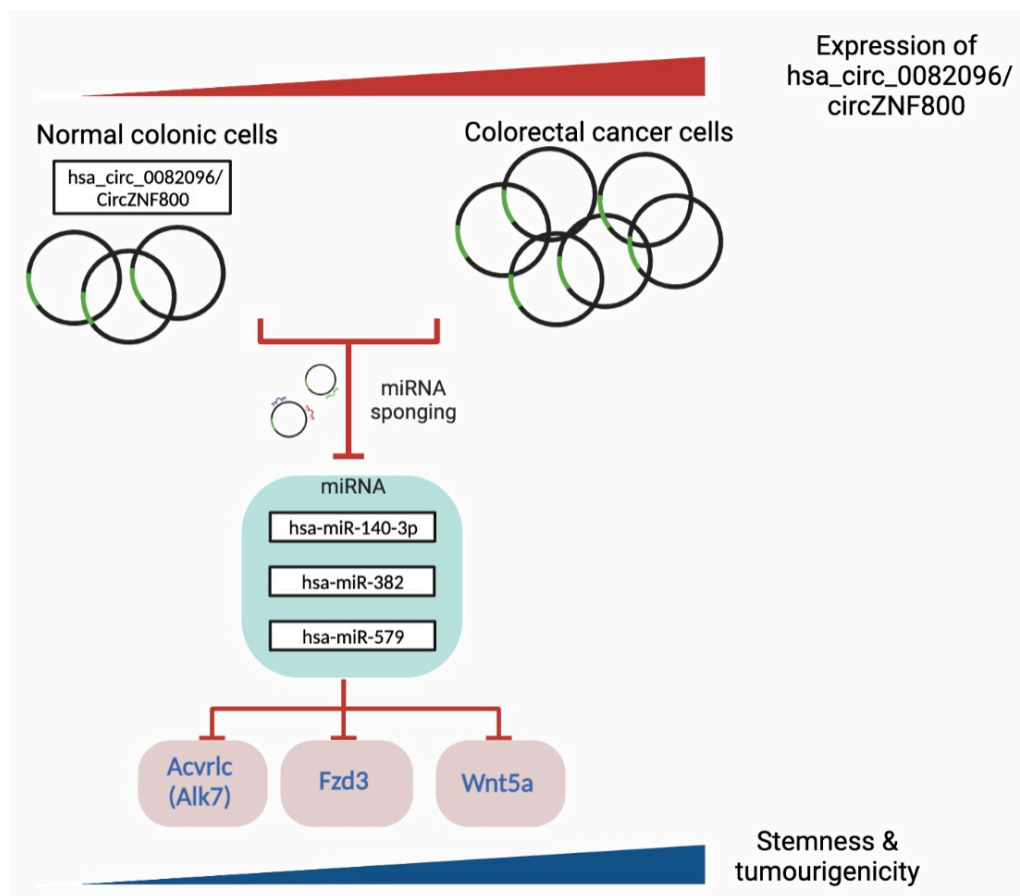 Expression of
hsa_circ_0082096/
circZNF800
Normal colonic cells
Colorectal cancer cells
hsa_circ_0082096/
CircZNF800
miRNA
sponging
miRNA
hsa-miR-140-3p
hsa-miR-382
hsa-miR-579
Acvrlc
(Alk7)
Fzd3
Wnt5a
Stemness &
tumourigenicity